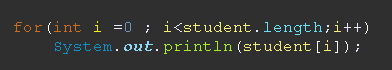 for(int i =0 ; i<student.length;i++)
System.out.println(student[i]);